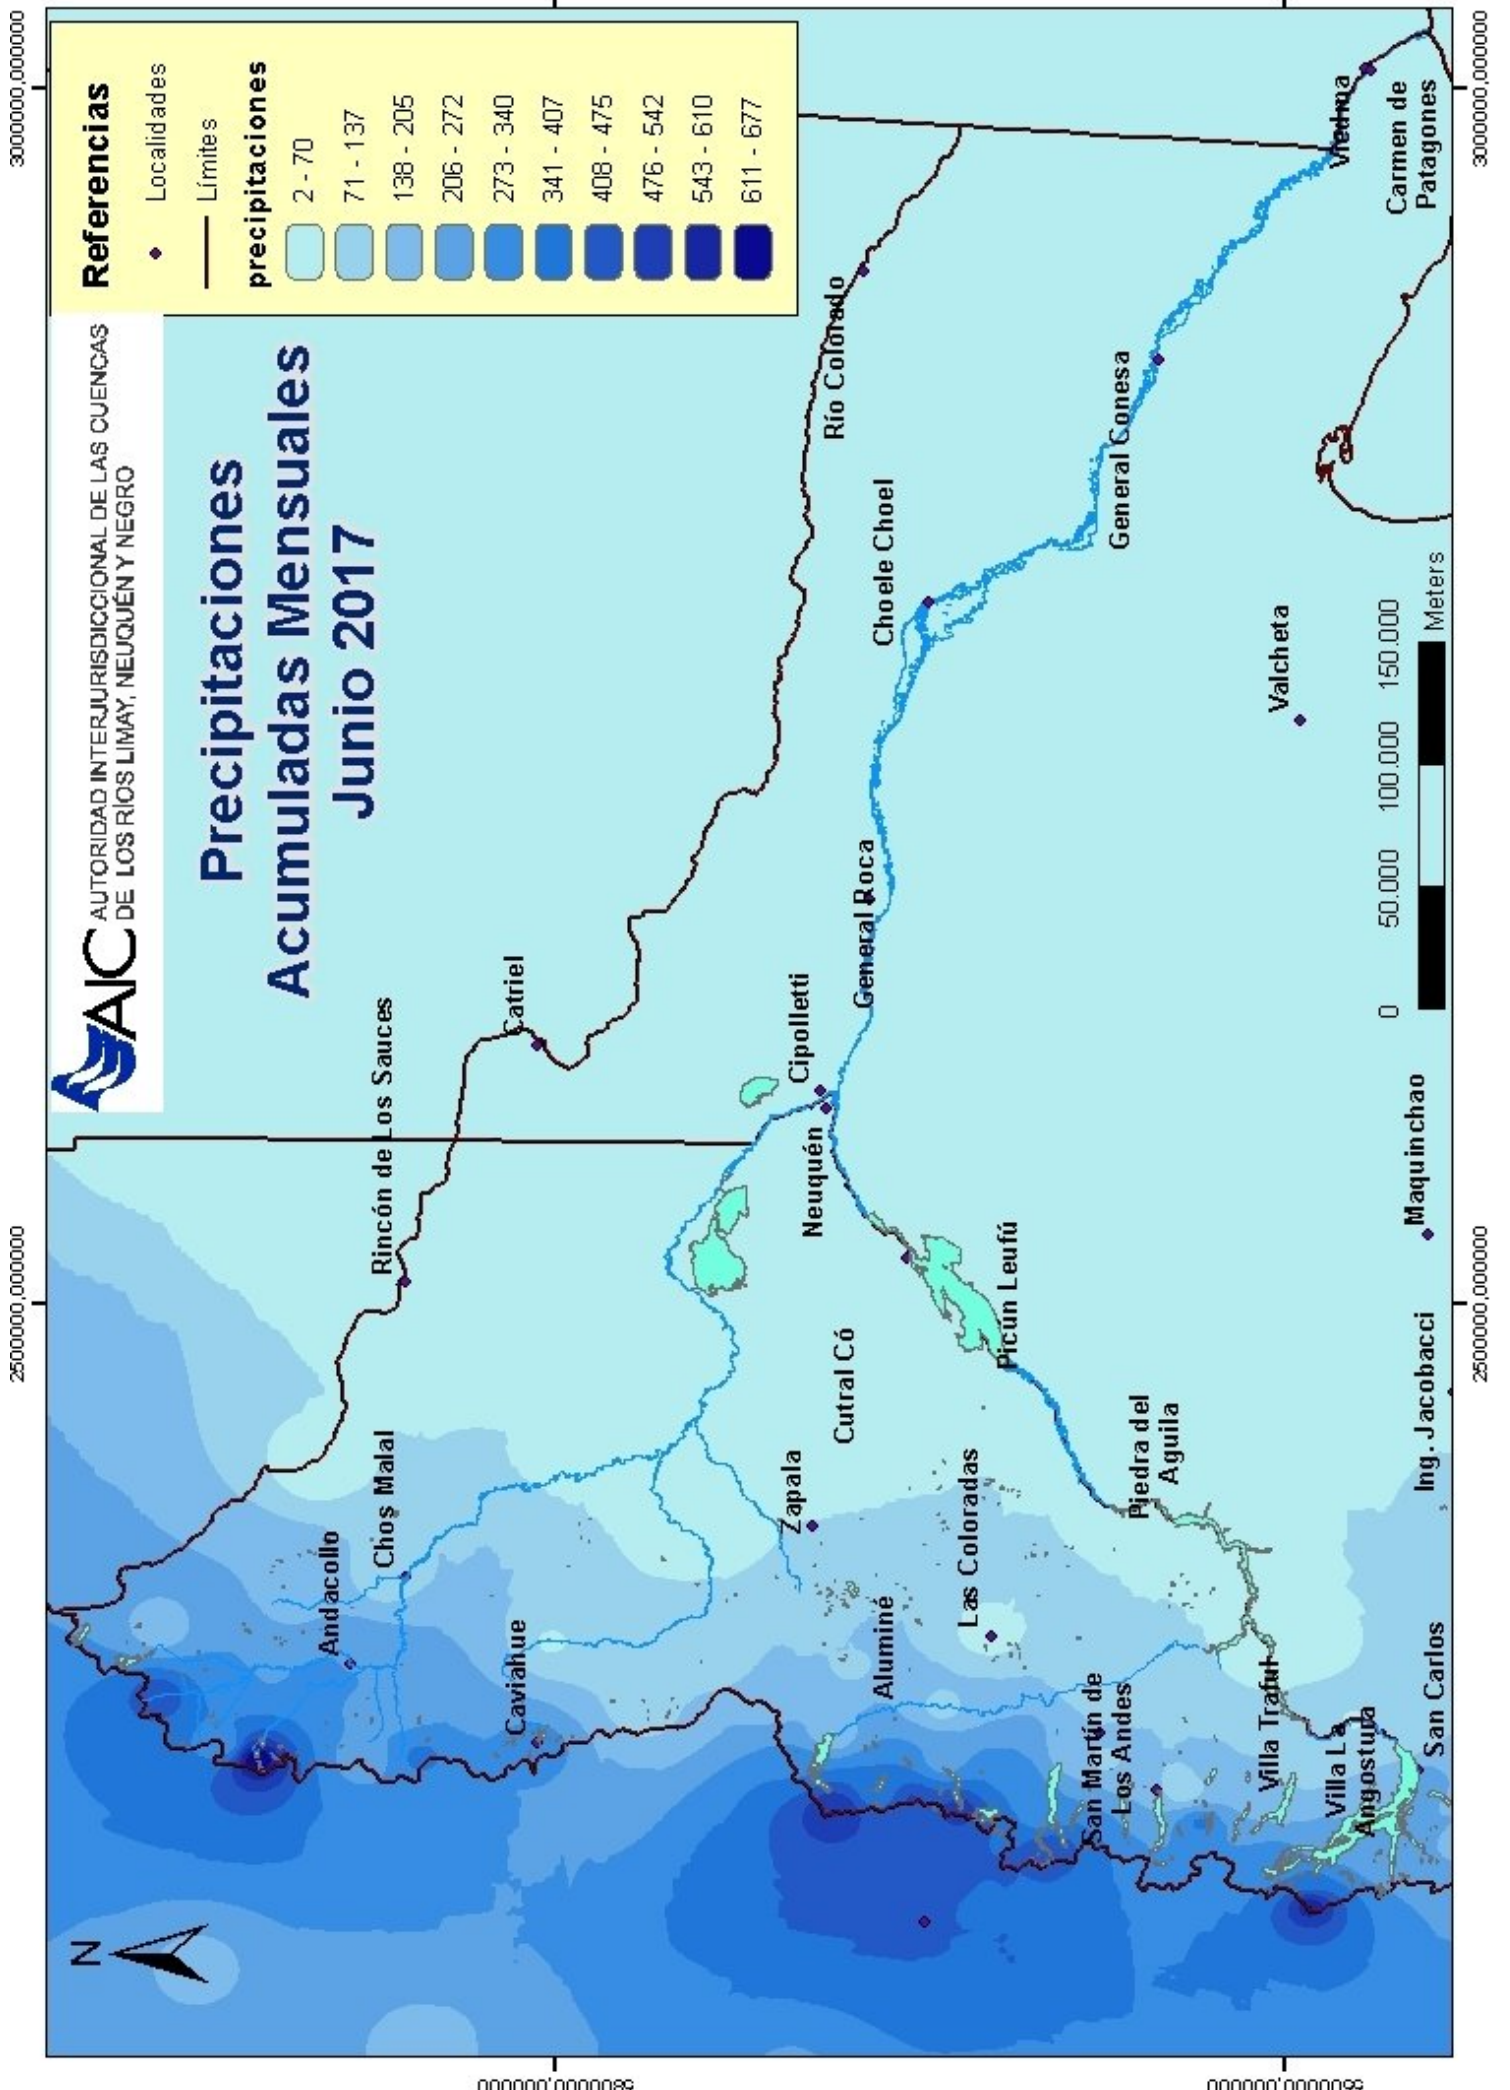 AIC
AUTORIDAD INTERJURISDICCIONAL DE LAS CUENCAS
DE LOS RÍOS LIMAY, NEUQUÉN Y NEGRO
Precipitaciones
Acumuladas Mensuales
Junio 2017
Referencias
Localidades
Límites
precipitaciones
2 - 70
71 - 137
138 - 205
206 - 272
273 - 340
341 - 407
408 - 475
476 - 542
543 - 610
611 - 677
N
2500000,000000
3000000,000000
Rincón de Los Sauces
Catriel
Andacollo
Chos Malal
Caviahue
Cipolletti
Neuquén
General Roca
Río Colorado
Choele Choel
Zapala
Cutral Có
Aluminé
Las Coloradas
Picún Leufú
General Conesa
San Martín de
Los Andes
Piedra del
Aguila
Villa Traful
Valcheta
Viedma
Carmen de
Patagones
Villa La
Angostura
San Carlos
Ing. Jacobacci
Maquinchao
0 50.000 100.000 150.000
Meters
2500000,000000
3000000,000000